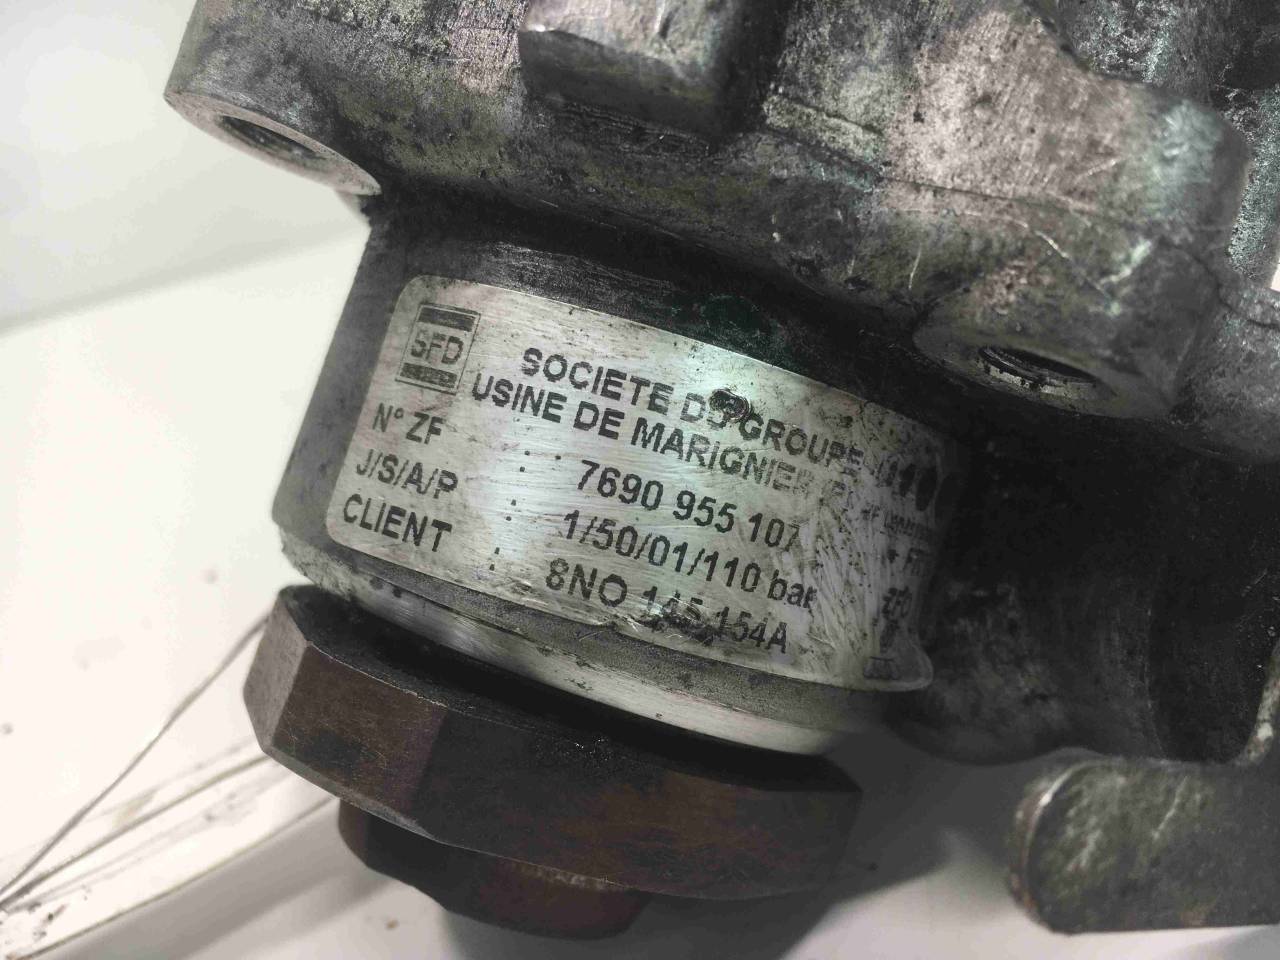 SFD
SOCIETE DU GROUPE
USINE DE MARIGNIER
N° ZF : 7690 955 107
J/S/A/P : 1/50/01/110 bar
CLIENT : 8NO 145 154A